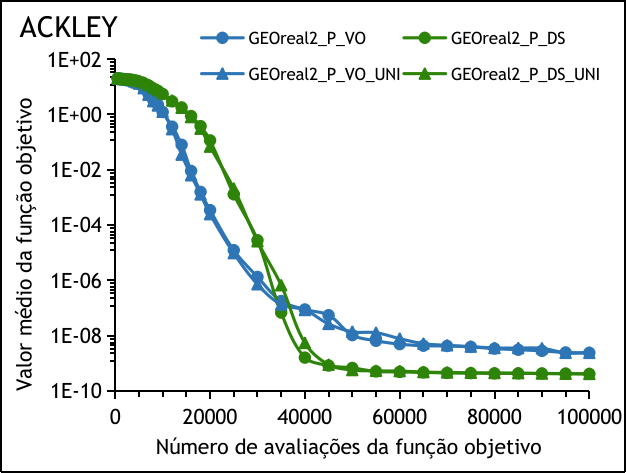 ACKLEY
GEOreal2_P_VO
GEOreal2_P_DS
GEOreal2_P_VO_UNI
GEOreal2_P_DS_UNI
Valor médio da função objetivo
1E+02
1E+00
1E-02
1E-04
1E-06
1E-08
1E-10
0 20000 40000 60000 80000 100000
Número de avaliações da função objetivo